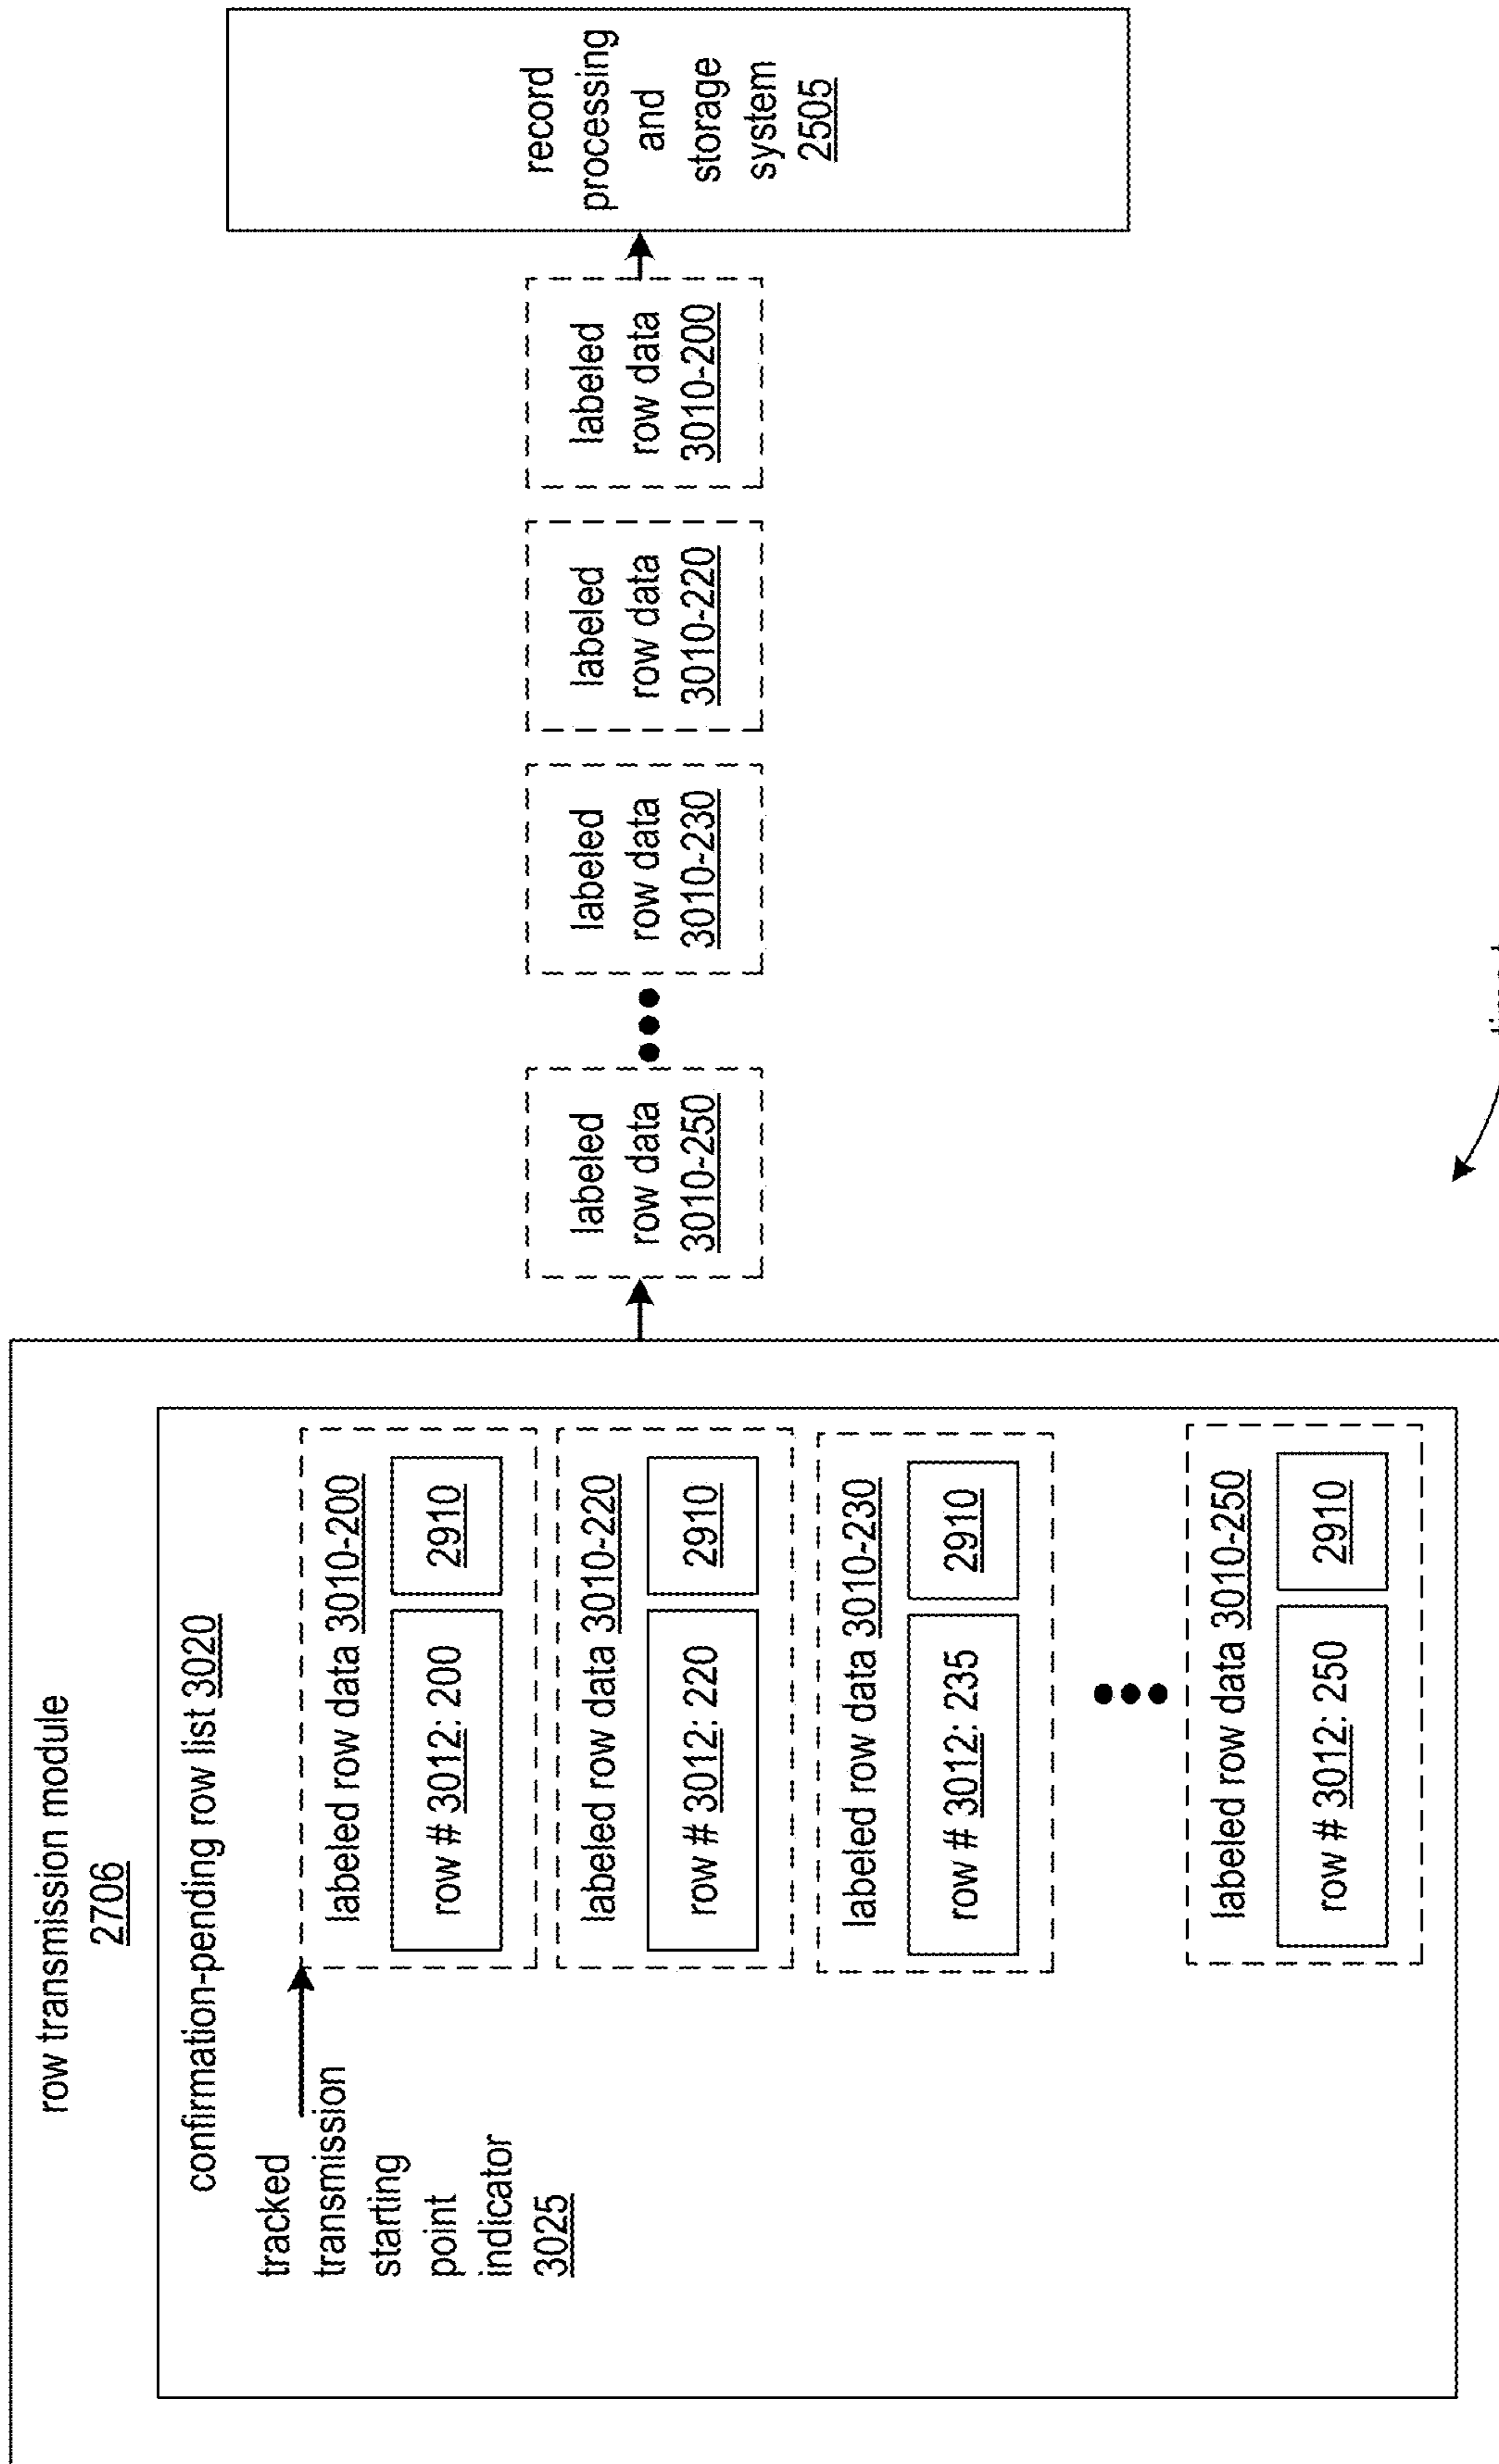 row transmission module
2706
confirmation-pending row list 3020
tracked
transmission
starting
point
indicator
3025
labeled row data 3010-200
row # 3012: 200
2910
labeled row data 3010-220
row # 3012: 220
2910
labeled row data 3010-230
row # 3012: 235
2910
labeled row data 3010-250
row # 3012: 250
2910
labeled
row data
3010-250
labeled
row data
3010-230
labeled
row data
3010-220
labeled
row data
3010-200
record
processing
and
storage
system
2505